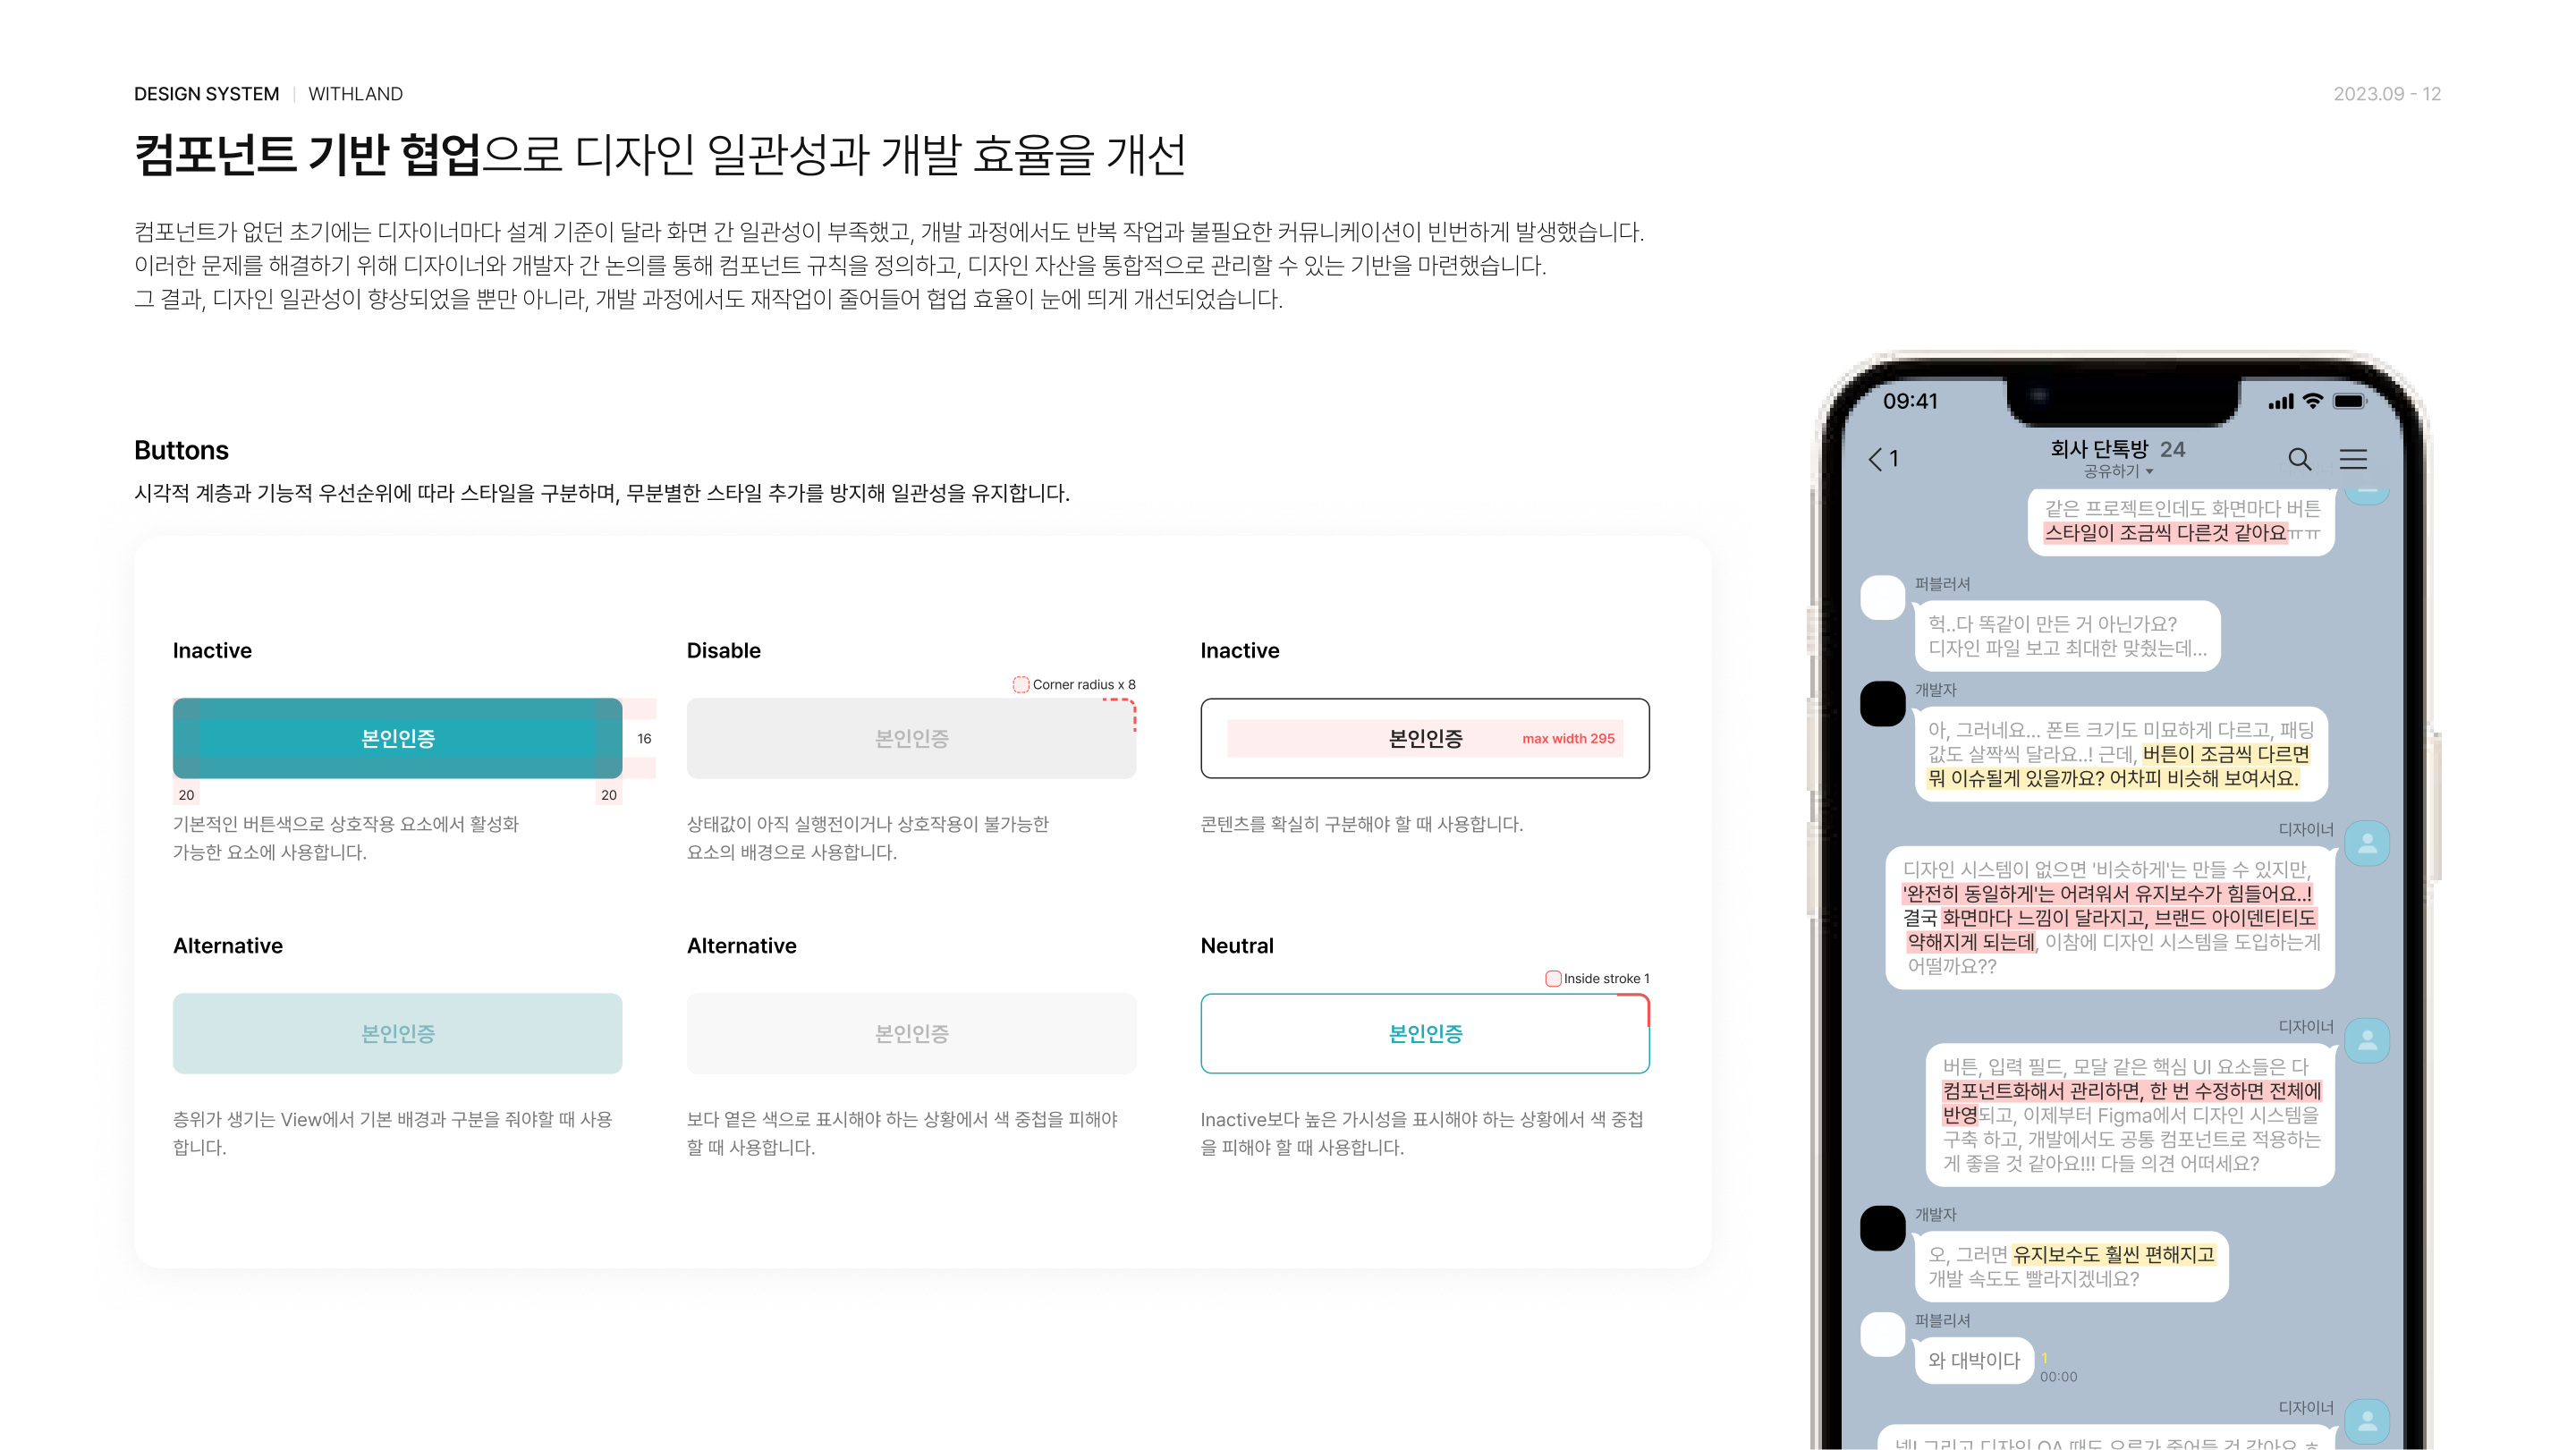 DESIGN SYSTEM | WITHLAND
2023.09 - 12
컴포넌트 기반 협업으로 디자인 일관성과 개발 효율을 개선
컴포넌트가 없던 초기에는 디자이너마다 설계 기준이 달라 화면 간 일관성이 부족했고, 개발 과정에서도 반복 작업과 불필요한 커뮤니케이션이 빈번하게 발생했습니다.
이러한 문제를 해결하기 위해 디자이너와 개발자 간 논의를 통해 컴포넌트 규칙을 정의하고, 디자인 자산을 통합적으로 관리할 수 있는 기반을 마련했습니다.
그 결과, 디자인 일관성이 향상되었을 뿐만 아니라, 개발 과정에서도 재작업이 줄어들어 협업 효율이 눈에 띄게 개선되었습니다.
Buttons
시각적 계층과 기능적 우선순위에 따라 스타일을 구분하며, 무분별한 스타일 추가를 방지해 일관성을 유지합니다.
Inactive
본인인증
16
20
20
기본적인 버튼색으로 상호작용 요소에서 활성화
가능한 요소에 사용합니다.
Disable
Corner radius x 8
본인인증
상태값이 아직 실행전이거나 상호작용이 불가능한
요소의 배경으로 사용합니다.
Inactive
본인인증
max width 295
콘텐츠를 확실히 구분해야 할 때 사용합니다.
Alternative
본인인증
층위가 생기는 View에서 기본 배경과 구분을 줘야할 때 사용
합니다.
Alternative
본인인증
보다 옅은 색으로 표시해야 하는 상황에서 색 중첩을 피해야
할 때 사용합니다.
Neutral
Inside stroke 1
본인인증
Inactive보다 높은 가시성을 표시해야 하는 상황에서 색 중첩
을 피해야 할 때 사용합니다.
09:41
1
회사 단톡방 24
공유하기
같은 프로젝트인데도 화면마다 버튼
스타일이 조금씩 다른것 같아요ㅠㅠ
퍼블러셔
헉..다 똑같이 만든 거 아닌가요?
디자인 파일 보고 최대한 맞췄는데...
개발자
아, 그러네요... 폰트 크기도 미묘하게 다르고, 패딩
값도 살짝씩 달라요..! 근데, 버튼이 조금씩 다르면
뭐 이슈될게 있을까요? 어차피 비슷해 보여서요.
디자이너
디자인 시스템이 없으면 '비슷하게'는 만들 수 있지만,
'완전히 동일하게'는 어려워서 유지보수가 힘들어요..!
결국 화면마다 느낌이 달라지고, 브랜드 아이덴티티도
약해지게 되는데, 이참에 디자인 시스템을 도입하는게
어떨까요??
디자이너
버튼, 입력 필드, 모달 같은 핵심 UI 요소들은 다
컴포넌트화해서 관리하면, 한 번 수정하면 전체에
반영되고, 이제부터 Figma에서 디자인 시스템을
구축 하고, 개발에서도 공통 컴포넌트로 적용하는
게 좋을 것 같아요!!! 다들 의견 어떠세요?
개발자
오, 그러면 유지보수도 훨씬 편해지고
개발 속도도 빨라지겠네요?
퍼블리셔
와 대박이다
1
00:00
디자이너
넵! 그리고 디자인 QA 때도 오류가 줄어들 것 같아요